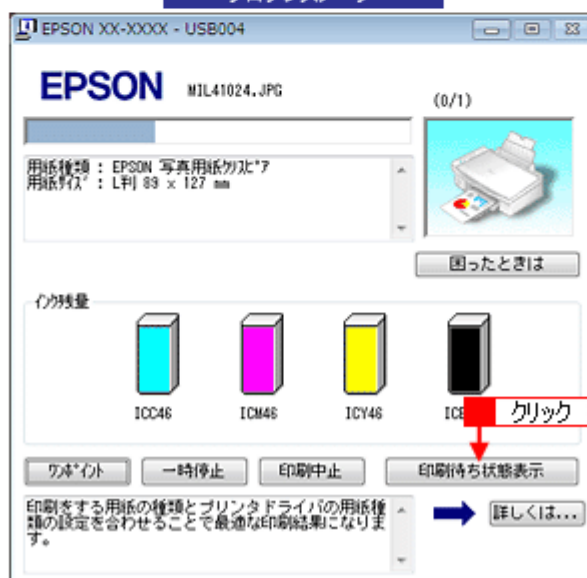 EPSON XX-XXXX - USB004
EPSON MIL41024.JPG
(0/1)
用紙種類 : EPSON 写真用紙クリスピア
用紙サイズ : L判 89 x 127 mm
困ったときは
インク残量
ICC46 ICM46 ICY46
クリック
ワンポイント 一時停止 印刷中止 印刷待ち状態表示
印刷をする用紙の種類とプリンタドライバの用紙種
類の設定を合わせることで最適な印刷結果になりま
す。
詳しくは...